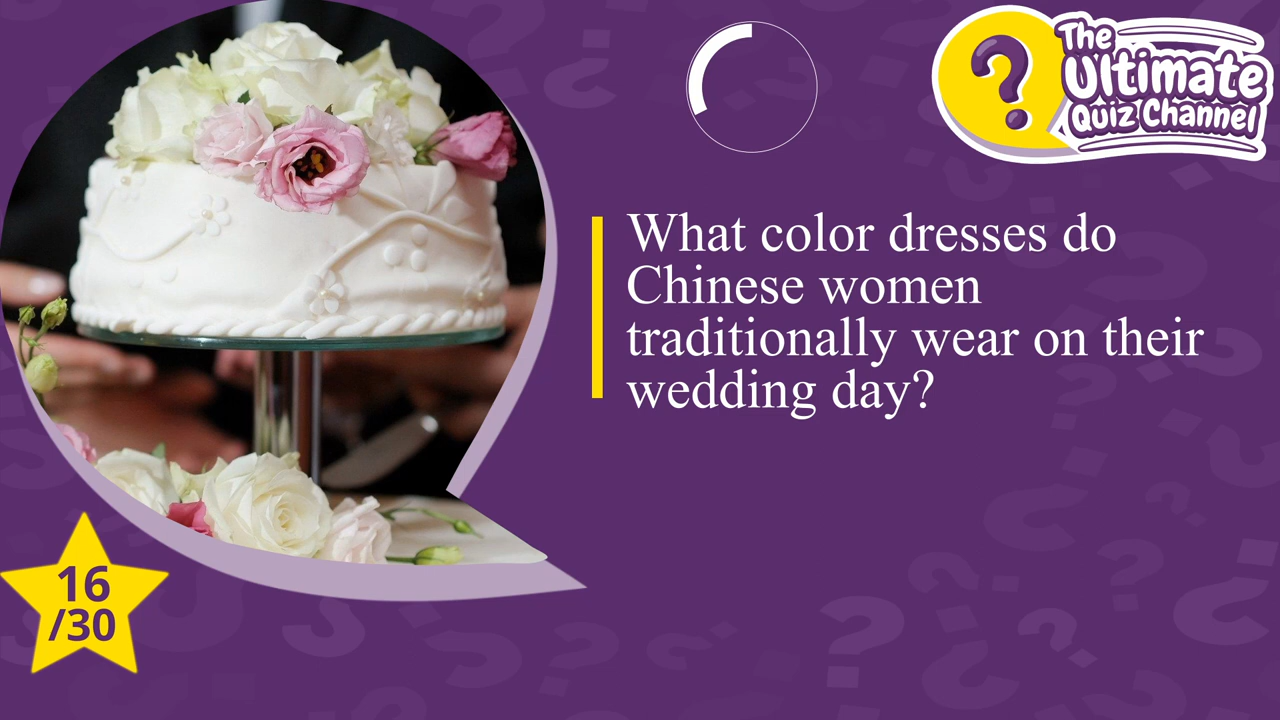 The
Ultimate
Quiz Channel
What color dresses do
Chinese women
traditionally wear on their
wedding day?
16
/30